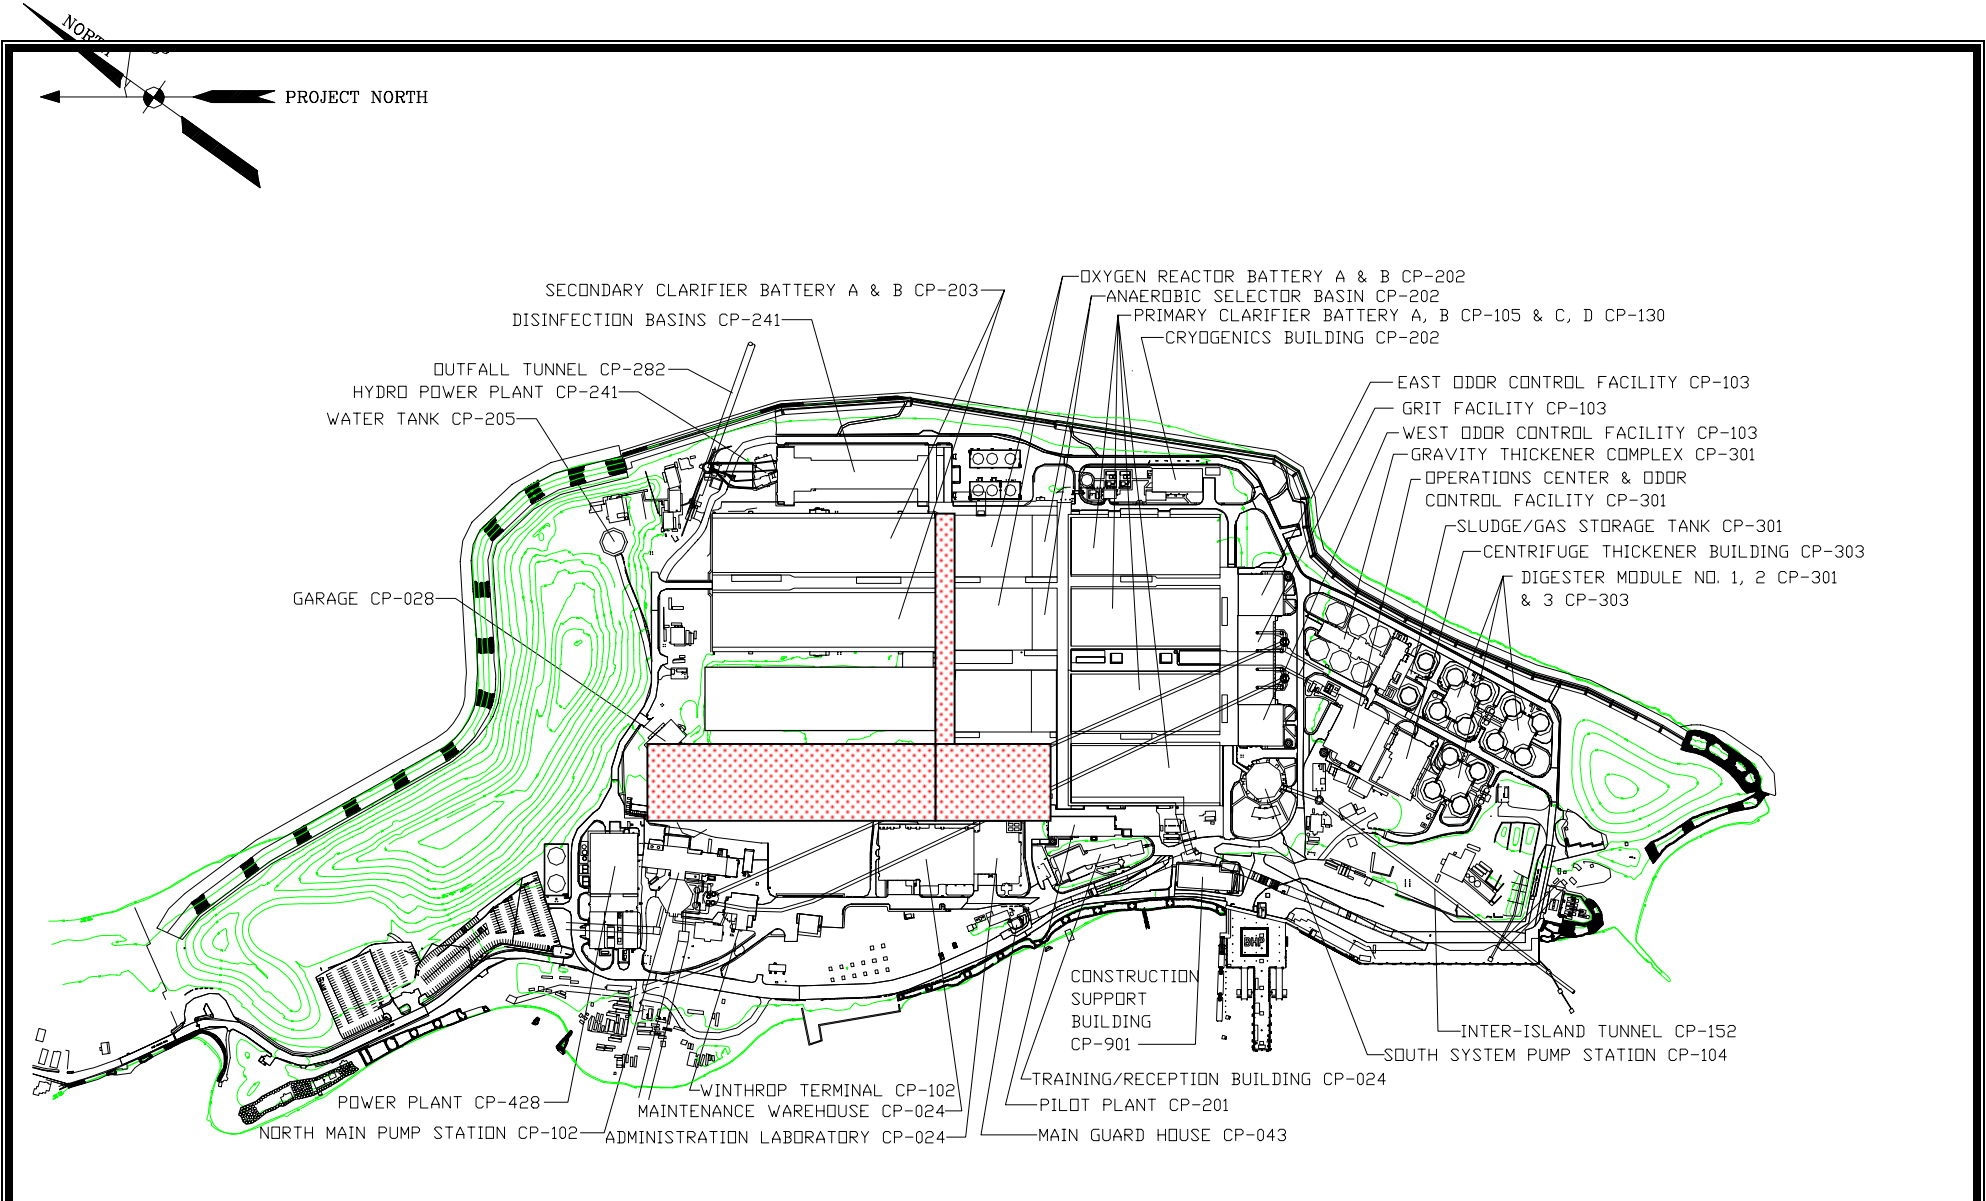 NORTH
PROJECT NORTH
SECONDARY CLARIFIER BATTERY A & B CP-203
DISINFECTION BASINS CP-241
OUTFALL TUNNEL CP-282
HYDRO POWER PLANT CP-241
WATER TANK CP-205
GARAGE CP-028
OXYGEN REACTOR BATTERY A & B CP-202
ANAEROBIC SELECTOR BASIN CP-202
PRIMARY CLARIFIER BATTERY A, B CP-105 & C, D CP-130
CRYOGENICS BUILDING CP-202
EAST ODOR CONTROL FACILITY CP-103
GRIT FACILITY CP-103
WEST ODOR CONTROL FACILITY CP-103
GRAVITY THICKENER COMPLEX CP-301
OPERATIONS CENTER & ODOR
CONTROL FACILITY CP-301
SLUDGE/GAS STORAGE TANK CP-301
CENTRIFUGE THICKENER BUILDING CP-303
DIGESTER MODULE NO. 1, 2 CP-301
& 3 CP-303
BHP
CONSTRUCTION
SUPPORT
BUILDING
CP-901
INTER-ISLAND TUNNEL CP-152
SOUTH SYSTEM PUMP STATION CP-104
TRAINING/RECEPTION BUILDING CP-024
PILOT PLANT CP-201
MAIN GUARD HOUSE CP-043
WINTHROP TERMINAL CP-102
MAINTENANCE WAREHOUSE CP-024
ADMINISTRATION LABORATORY CP-024
POWER PLANT CP-428
NORTH MAIN PUMP STATION CP-102